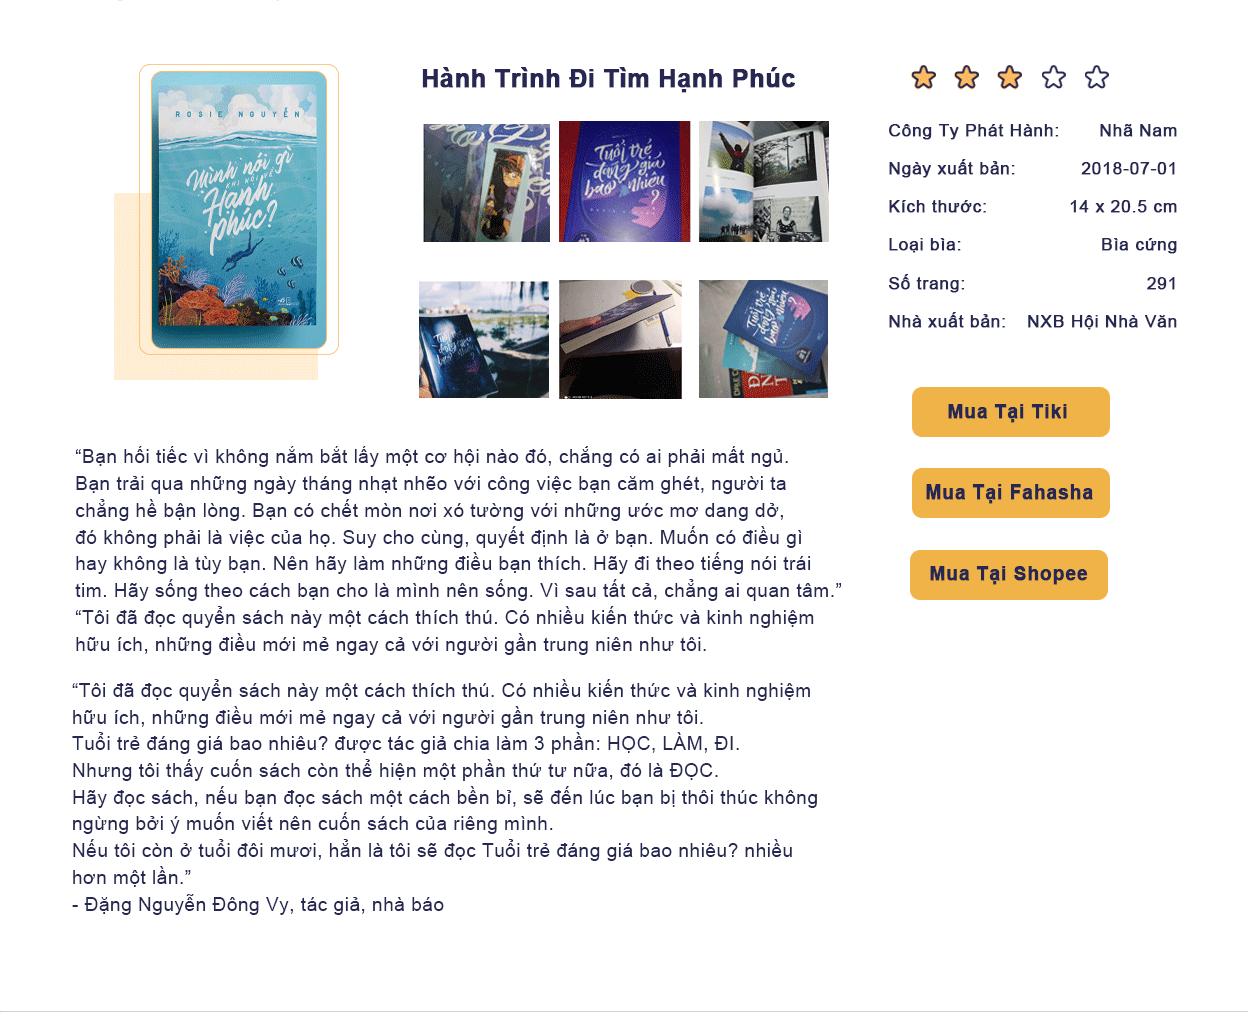 ROSIE NGUYỄN
Mình nói gì
KHI NÓI VỀ
Hạnh
phúc?
Hành Trình Đi Tìm Hạnh Phúc
Tuổi trẻ
đáng giá
bao nhiêu
?
Tuổi trẻ
đáng giá
bao nhiêu
Tuổi trẻ
đáng giá
bao nhiêu?
Công Ty Phát Hành: Nhã Nam
Ngày xuất bản: 2018-07-01
Kích thước: 14 x 20.5 cm
Loại bìa: Bìa cứng
Số trang: 291
Nhà xuất bản: NXB Hội Nhà Văn
Mua Tại Tiki
Mua Tại Fahasha
Mua Tại Shopee
“Bạn hối tiếc vì không nắm bắt lấy một cơ hội nào đó, chẳng có ai phải mất ngủ.
Bạn trải qua những ngày tháng nhạt nhẽo với công việc bạn căm ghét, người ta
chẳng hề bận lòng. Bạn có chết mòn nơi xó tường với những ước mơ dang dở,
đó không phải là việc của họ. Suy cho cùng, quyết định là ở bạn. Muốn có điều gì
hay không là tùy bạn. Nên hãy làm những điều bạn thích. Hãy đi theo tiếng nói trái
tim. Hãy sống theo cách bạn cho là mình nên sống. Vì sau tất cả, chẳng ai quan tâm.”
“Tôi đã đọc quyển sách này một cách thích thú. Có nhiều kiến thức và kinh nghiệm
hữu ích, những điều mới mẻ ngay cả với người gần trung niên như tôi.
“Tôi đã đọc quyển sách này một cách thích thú. Có nhiều kiến thức và kinh nghiệm
hữu ích, những điều mới mẻ ngay cả với người gần trung niên như tôi.
Tuổi trẻ đáng giá bao nhiêu? được tác giả chia làm 3 phần: HỌC, LÀM, ĐI.
Nhưng tôi thấy cuốn sách còn thể hiện một phần thứ tư nữa, đó là ĐỌC.
Hãy đọc sách, nếu bạn đọc sách một cách bền bỉ, sẽ đến lúc bạn bị thôi thúc không
ngừng bởi ý muốn viết nên cuốn sách của riêng mình.
Nếu tôi còn ở tuổi đôi mươi, hẳn là tôi sẽ đọc Tuổi trẻ đáng giá bao nhiêu? nhiều
hơn một lần.”
- Đặng Nguyễn Đông Vy, tác giả, nhà báo